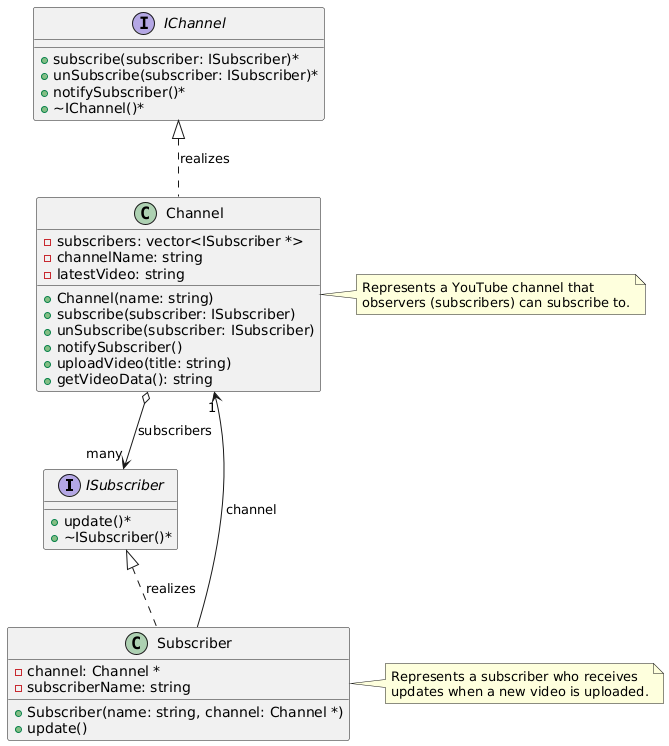 I IChannel
subscribe(subscriber: ISubscriber)*
unSubscribe(subscriber: ISubscriber)*
notifySubscriber()*
~IChannel()*
realizes
C Channel
subscribers: vector<ISubscriber *>
channelName: string
latestVideo: string
Channel(name: string)
subscribe(subscriber: ISubscriber)
unSubscribe(subscriber: ISubscriber)
notifySubscriber()
uploadVideo(title: string)
getVideoData(): string
Represents a YouTube channel that
observers (subscribers) can subscribe to.
1
subscribers
many
I ISubscriber
update()*
~ISubscriber()*
channel
realizes
C Subscriber
channel: Channel *
subscriberName: string
Subscriber(name: string, channel: Channel *)
update()
Represents a subscriber who receives
updates when a new video is uploaded.